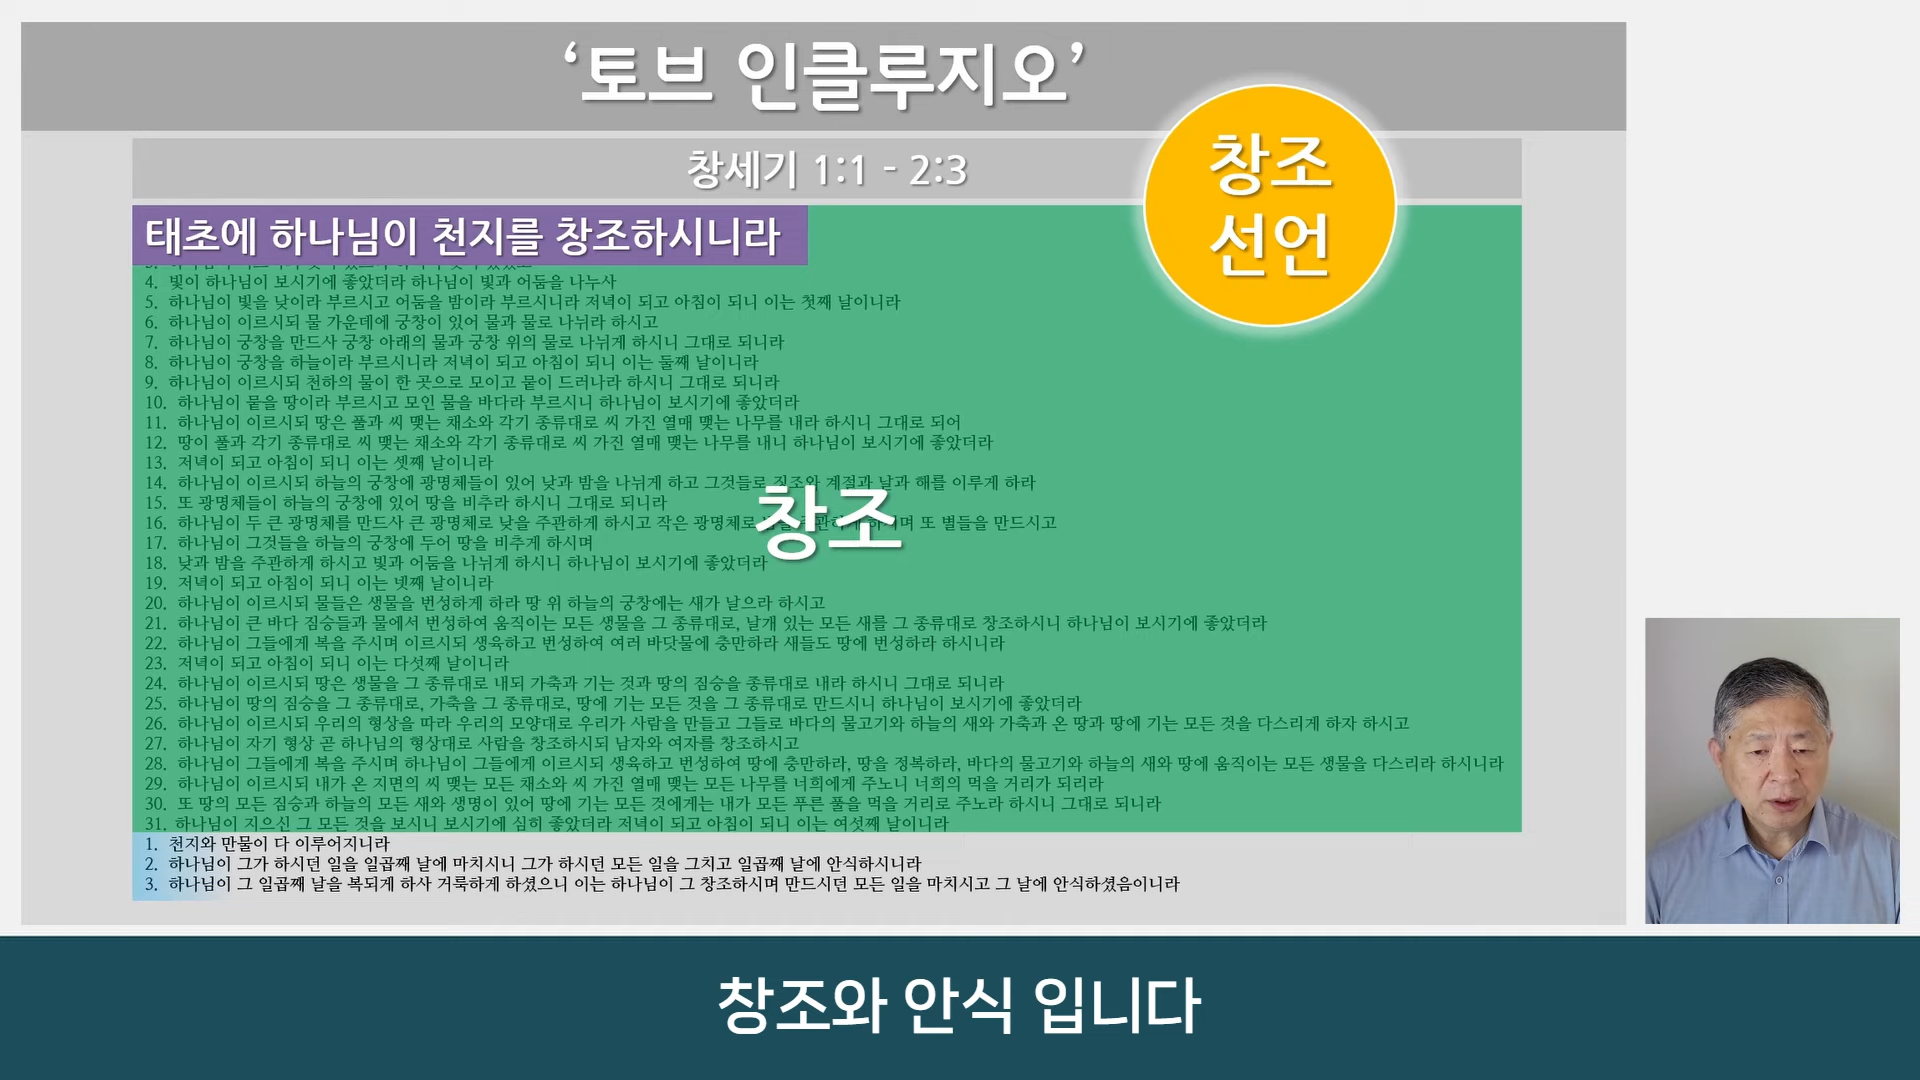 ‘토브 인클루지오’
창세기 1:1 - 2:3
창조
선언
태초에 하나님이 천지를 창조하시니라
4. 빛이 하나님이 보시기에 좋았더라 하나님이 빛과 어둠을 나누사
5. 하나님이 빛을 낮이라 부르시고 어둠을 밤이라 부르시니라 저녁이 되고 아침이 되니 이는 첫째 날이니라
6. 하나님이 이르시되 물 가운데에 궁창이 있어 물과 물로 나뉘라 하시고
7. 하나님이 궁창을 만드사 궁창 아래의 물과 궁창 위의 물로 나뉘게 하시니 그대로 되니라
8. 하나님이 궁창을 하늘이라 부르시니라 저녁이 되고 아침이 되니 이는 둘째 날이니라
9. 하나님이 이르시되 천하의 물이 한 곳으로 모이고 뭍이 드러나라 하시니 그대로 되니라
10. 하나님이 뭍을 땅이라 부르시고 모인 물을 바다라 부르시니 하나님이 보시기에 좋았더라
11. 하나님이 이르시되 땅은 풀과 씨 맺는 채소와 각기 종류대로 씨 가진 열매 맺는 나무를 내라 하시니 그대로 되어
12. 땅이 풀과 각기 종류대로 씨 맺는 채소와 각기 종류대로 씨 가진 열매 맺는 나무를 내니 하나님이 보시기에 좋았더라
13. 저녁이 되고 아침이 되니 이는 셋째 날이니라
14. 하나님이 이르시되 하늘의 궁창에 광명체들이 있어 낮과 밤을 나뉘게 하고 그것들로 징조와 계절과 날과 해를 이루게 하라
15. 또 광명체들이 하늘의 궁창에 있어 땅을 비추라 하시니 그대로 되니라
창조
16. 하나님이 두 큰 광명체를 만드사 큰 광명체로 낮을 주관하게 하시고 작은 광명체로 또 별들을 만드시고
17. 하나님이 그것들을 하늘의 궁창에 두어 땅을 비추게 하시며
18. 낮과 밤을 주관하게 하시고 빛과 어둠을 나뉘게 하시니 하나님이 보시기에 좋았더라
19. 저녁이 되고 아침이 되니 이는 넷째 날이니라
20. 하나님이 이르시되 물들은 생물을 번성하게 하라 땅 위 하늘의 궁창에는 새가 날으라 하시고
21. 하나님이 큰 바다 짐승들과 물에서 번성하여 움직이는 모든 생물을 그 종류대로, 날개 있는 모든 새를 그 종류대로 창조하시니 하나님이 보시기에 좋았더라
22. 하나님이 그들에게 복을 주시며 이르시되 생육하고 번성하여 여러 바닷물에 충만하라 새들도 땅에 번성하라 하시니라
23. 저녁이 되고 아침이 되니 이는 다섯째 날이니라
24. 하나님이 이르시되 땅은 생물을 그 종류대로 내되 가축과 기는 것과 땅의 짐승을 종류대로 내라 하시니 그대로 되니라
25. 하나님이 땅의 짐승을 그 종류대로, 가축을 그 종류대로, 땅에 기는 모든 것을 그 종류대로 만드시니 하나님이 보시기에 좋았더라
26. 하나님이 이르시되 우리의 형상을 따라 우리의 모양대로 우리가 사람을 만들고 그들로 바다의 물고기와 하늘의 새와 가축과 온 땅과 땅에 기는 모든 것을 다스리게 하자 하시고
27. 하나님이 자기 형상 곧 하나님의 형상대로 사람을 창조하시되 남자와 여자를 창조하시고
28. 하나님이 그들에게 복을 주시며 하나님이 그들에게 이르시되 생육하고 번성하여 땅에 충만하라, 땅을 정복하라, 바다의 물고기와 하늘의 새와 땅에 움직이는 모든 생물을 다스리라 하시니라
29. 하나님이 이르시되 내가 온 지면의 씨 맺는 모든 채소와 씨 가진 열매 맺는 모든 나무를 너희에게 주노니 너희의 먹을 거리가 되리라
30. 또 땅의 모든 짐승과 하늘의 모든 새와 생명이 있어 땅에 기는 모든 것에게는 내가 모든 푸른 풀을 먹을 거리로 주노라 하시니 그대로 되니라
31. 하나님이 지으신 그 모든 것을 보시니 보시기에 심히 좋았더라 저녁이 되고 아침이 되니 이는 여섯째 날이니라
1. 천지와 만물이 다 이루어지니라
2. 하나님이 그가 하시던 일을 일곱째 날에 마치시니 그가 하시던 모든 일을 그치고 일곱째 날에 안식하시니라
3. 하나님이 그 일곱째 날을 복되게 하사 거룩하게 하셨으니 이는 하나님이 그 창조하시며 만드시던 모든 일을 마치시고 그 날에 안식하셨음이니라
창조와 안식 입니다